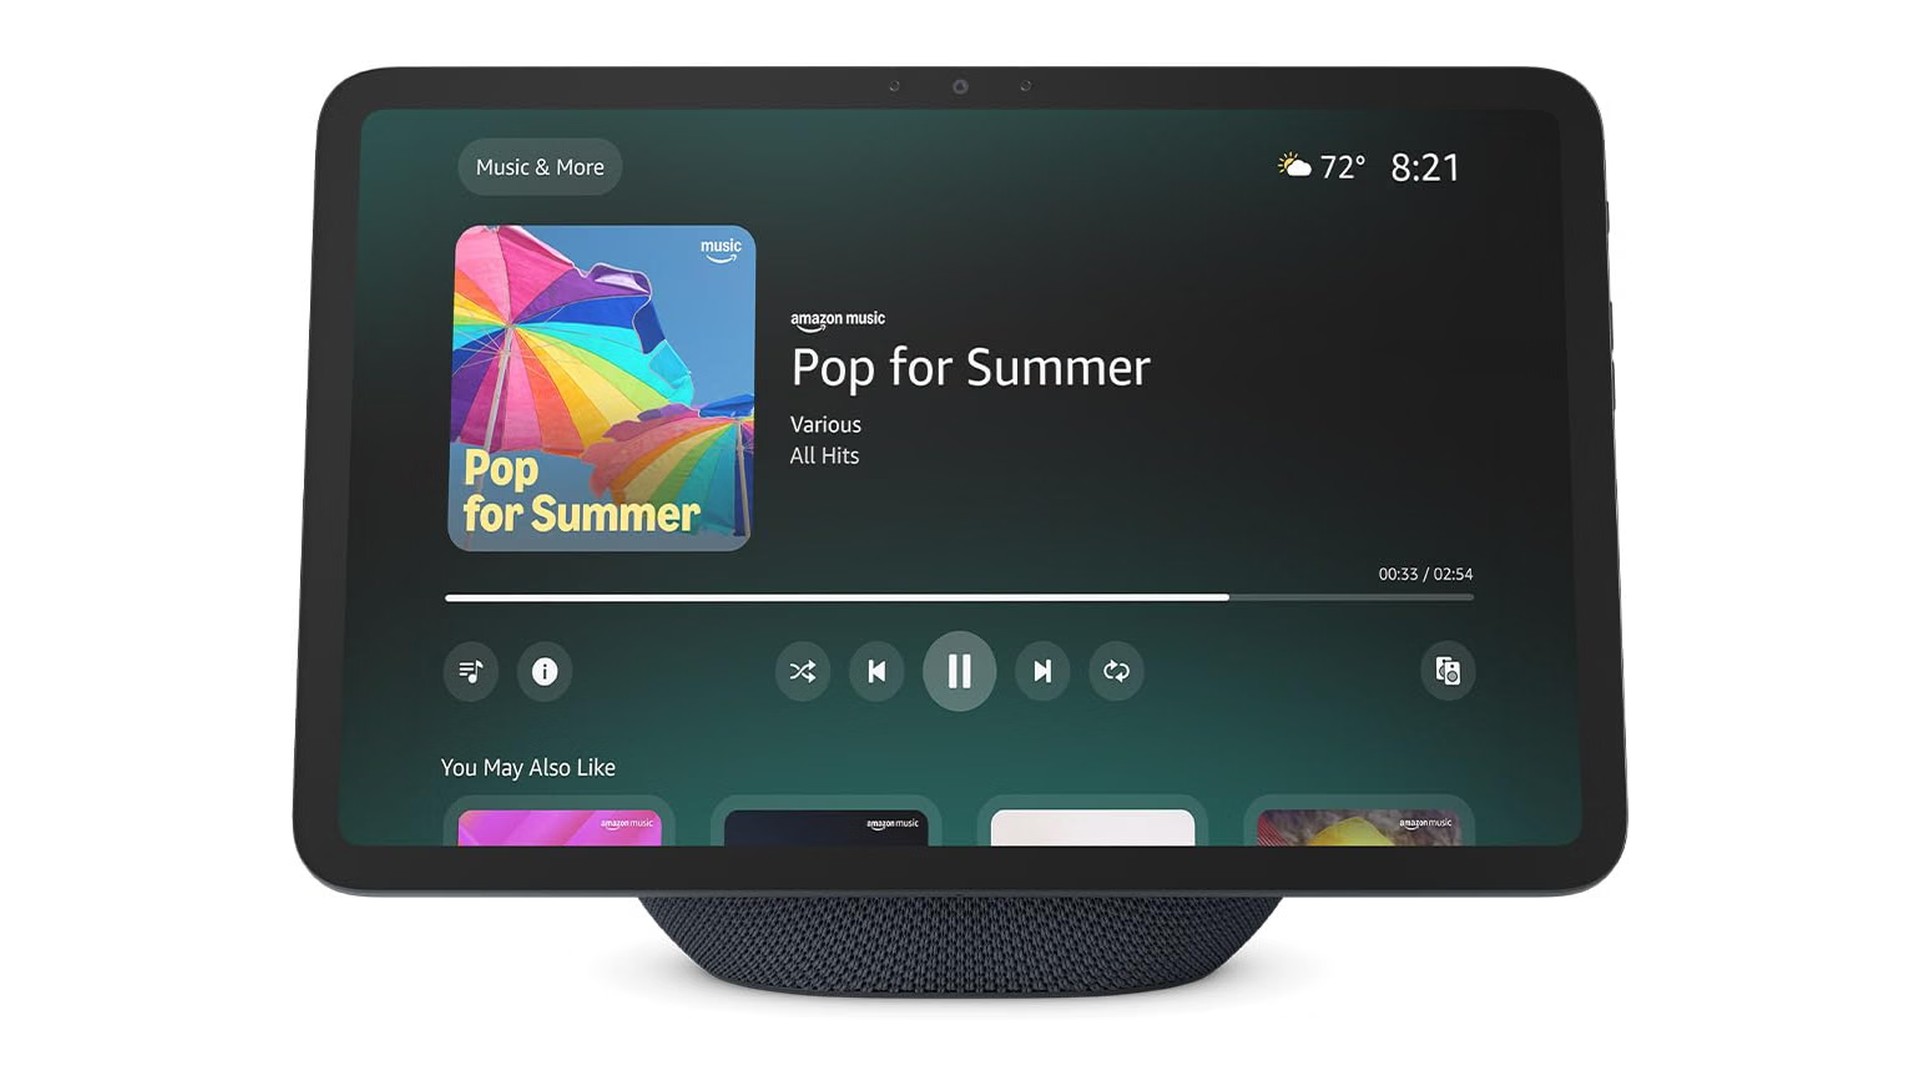 Music & More
72° 8:21
music
amazon music
Pop for Summer
Various
All Hits
Pop
for Summer
00:33 / 02:54
You May Also Like
amazon music
amazon music
amazon music